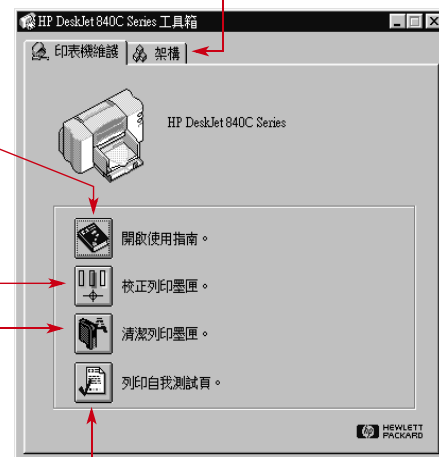 HP DeskJet 840C Series 工具箱
印表機維護 架構
HP DeskJet 840C Series
開啟使用指南。
校正列印墨匣。
清潔列印墨匣。
列印自我測試頁。
hp HEWLETT
PACKARD